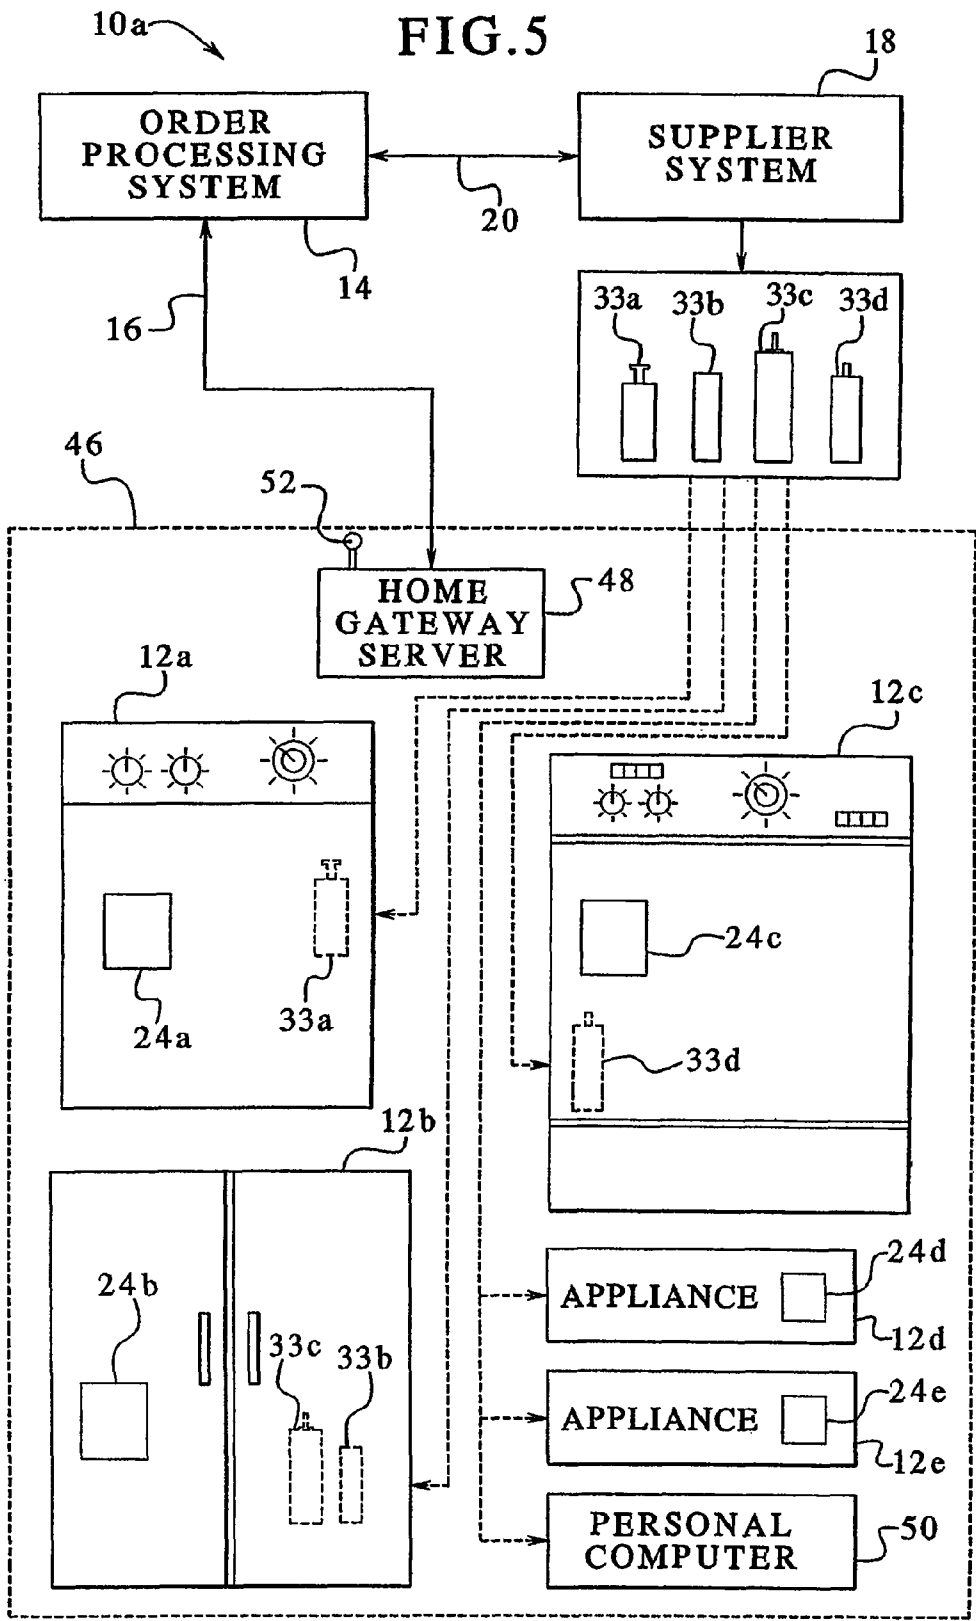 10a
FIG.5
18
ORDER
PROCESSING
SYSTEM
SUPPLIER
SYSTEM
20
14
16
33a
33b
33c
33d
46
52
HOME
GATEWAY
SERVER
48
12a
12c
24a
33a
24c
33d
12b
24b
33c
33b
APPLIANCE
24d
12d
APPLIANCE
24e
12e
PERSONAL
COMPUTER
50